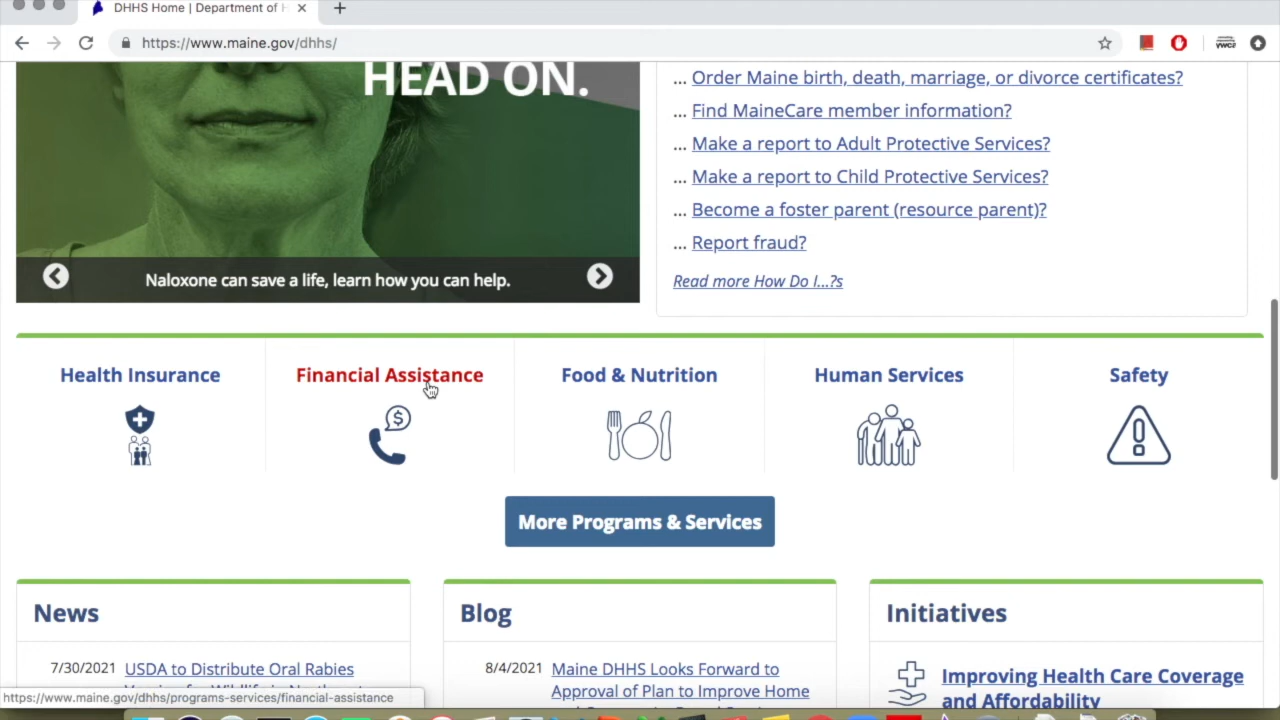 DHHS Home | Department of H
https://www.maine.gov/dhhs/
ywca
HEAD ON.
Naloxone can save a life, learn how you can help.
... Order Maine birth, death, marriage, or divorce certificates?
... Find MaineCare member information?
... Make a report to Adult Protective Services?
... Make a report to Child Protective Services?
... Become a foster parent (resource parent)?
... Report fraud?
Read more How Do I...?s
Health Insurance
Financial Assistance
Food & Nutrition
Human Services
Safety
More Programs & Services
News
7/30/2021 USDA to Distribute Oral Rabies
Blog
8/4/2021 Maine DHHS Looks Forward to
Approval of Plan to Improve Home
Initiatives
Improving Health Care Coverage
and Affordability
https://www.maine.gov/dhhs/programs-services/financial-assistance